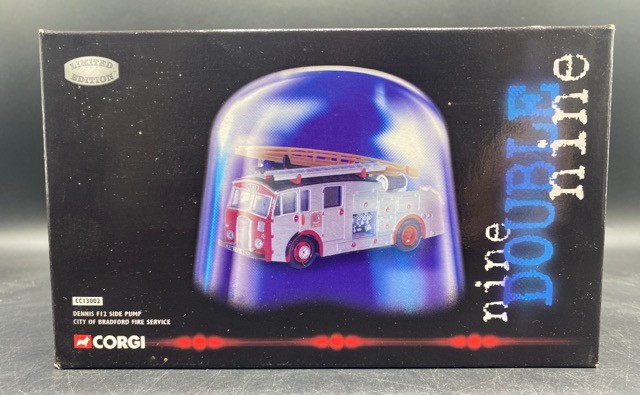 LIMITED
EDITION
nine
DOUBLE
nine
CC13002
DENNIS F12 SIDE PUMP
CITY OF BRADFORD FIRE SERVICE
CORGI